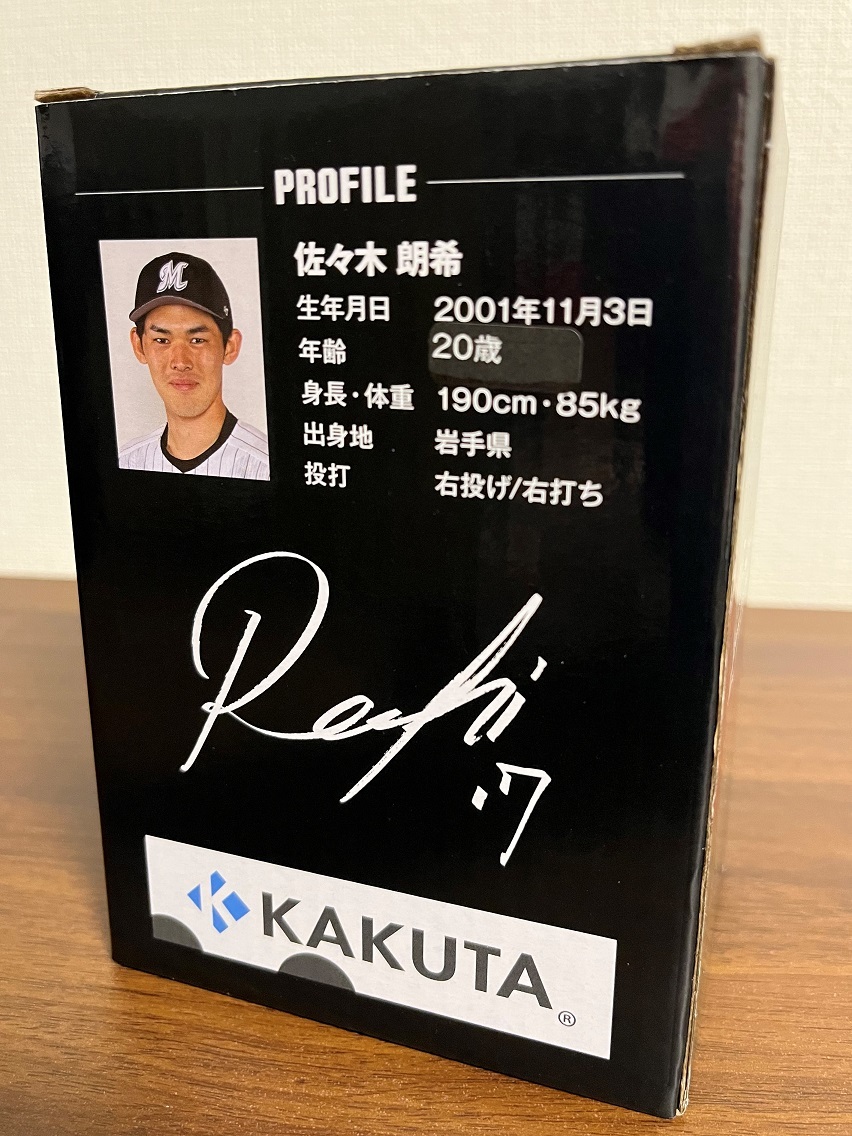 PROFILE
M
佐々木 朗希
生年月日 2001年11月3日
年齢 20歳
身長・体重 190cm・85kg
出身地 岩手県
投打 右投げ/右打ち
Roki
17
K KAKUTA®